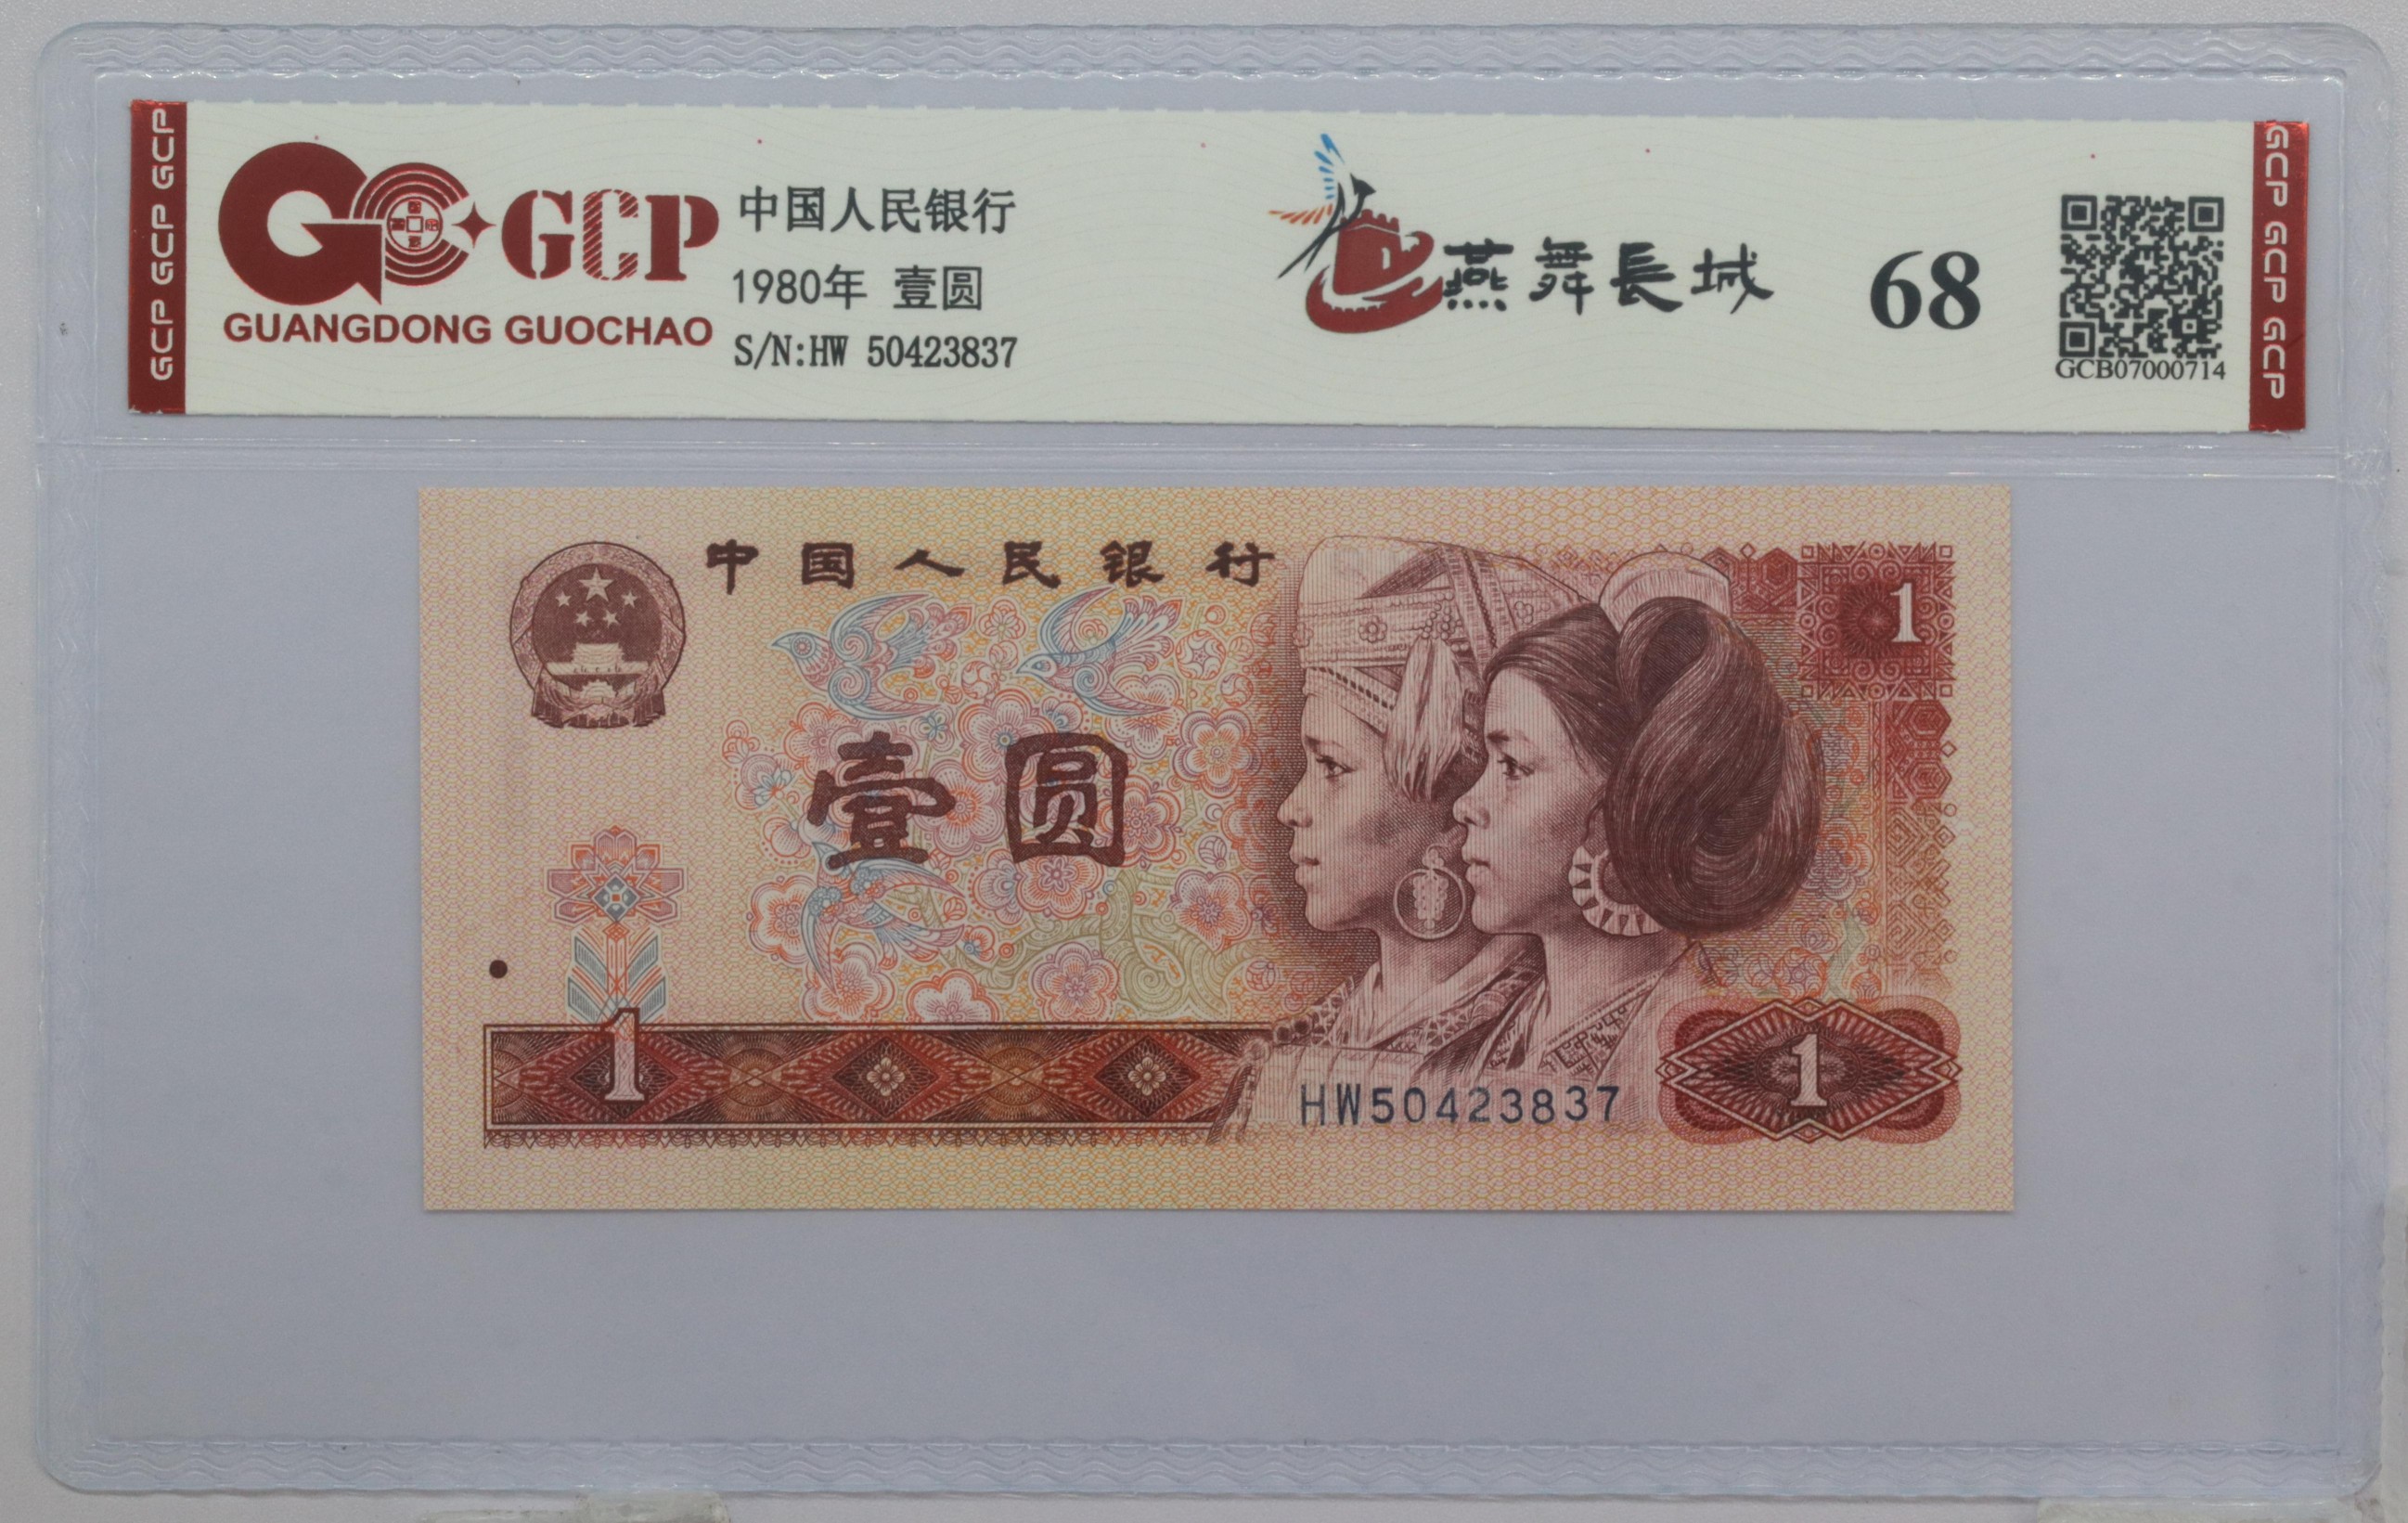 GCP GCP GCP
GCP
GUANGDONG GUOCHAO
中国人民银行
1980年 壹圆
S/N:HW 50423837
燕舞長城
68
GCB07000714
GCP GCP GCP
中国人民银行
1
壹圆
1
HW50423837
1